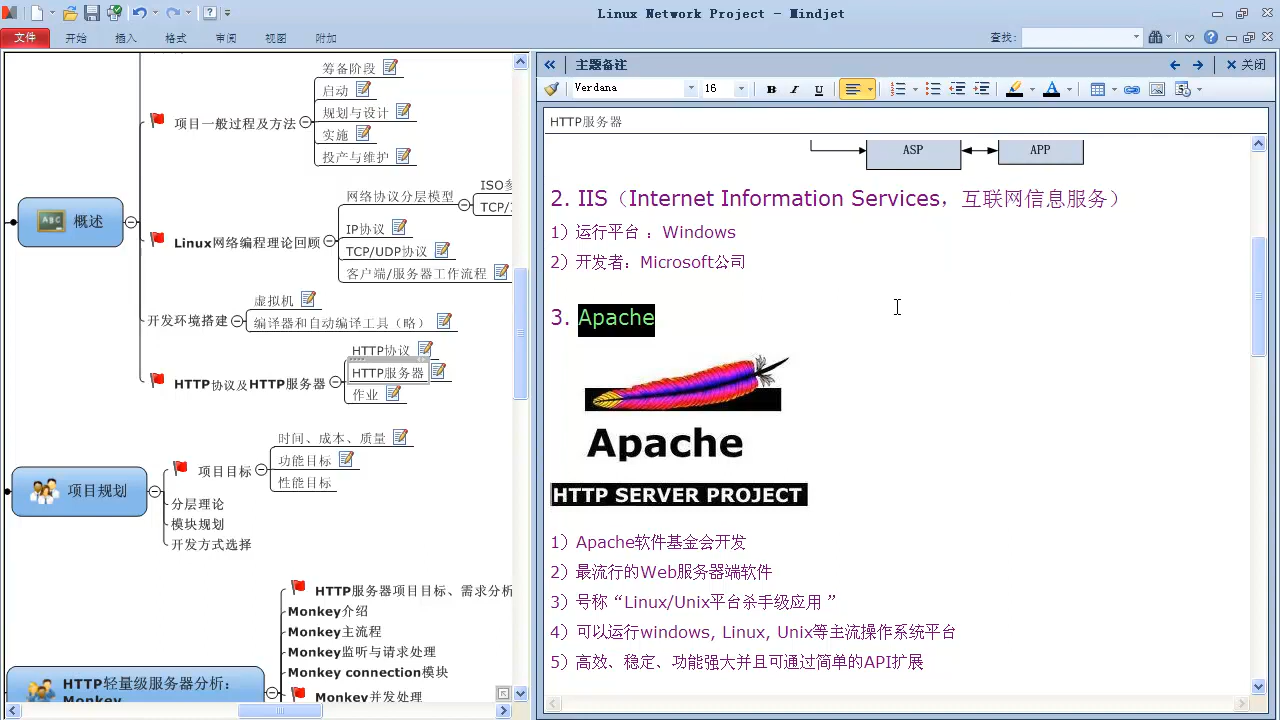 Linux Network Project - Mindjet
文件 开始 插入 格式 审阅 视图 附加 查找:
筹备阶段
启动
规划与设计
实施
投产与维护
项目一般过程及方法
网络协议分层模型
IP协议
TCP/UDP协议
客户端/服务器工作流程
Linux网络编程理论回顾
概述
虚拟机
编译器和自动编译工具（略）
开发环境搭建
HTTP协议
HTTP服务器
作业
HTTP协议及HTTP服务器
时间、成本、质量
功能目标
性能目标
项目目标
分层理论
模块规划
开发方式选择
项目规划
HTTP服务器项目目标、需求分析
Monkey介绍
Monkey主流程
Monkey监听与请求处理
Monkey connection模块
Monkey并发处理
HTTP轻量级服务器分析:
Monkey
主题备注 关闭
Verdana 16 B I U
HTTP服务器
ASP APP
2. IIS（Internet Information Services，互联网信息服务）
1）运行平台 ：Windows
2）开发者：Microsoft公司
3. Apache
Apache
HTTP SERVER PROJECT
1）Apache软件基金会开发
2）最流行的Web服务器端软件
3）号称“Linux/Unix平台杀手级应用 ”
4）可以运行windows, Linux, Unix等主流操作系统平台
5）高效、稳定、功能强大并且可通过简单的API扩展